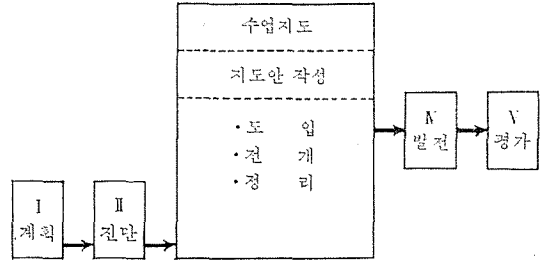 수업지도
지도안 작성
·도 입
·전 개
·정 리
Ⅰ
계획
Ⅱ
진단
Ⅳ
발전
Ⅴ
평가